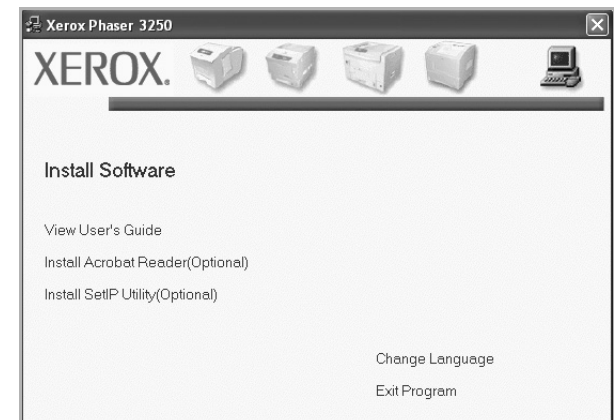 Xerox Phaser 3250
XEROX.
Install Software
View User's Guide
Install Acrobat Reader(Optional)
Install SetIP Utility(Optional)
Change Language
Exit Program